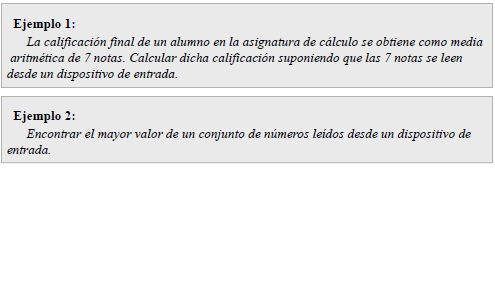 Ejemplo 1:
La calificación final de un alumno en la asignatura de cálculo se obtiene como media
aritmética de 7 notas. Calcular dicha calificación suponiendo que las 7 notas se leen
desde un dispositivo de entrada.
Ejemplo 2:
Encontrar el mayor valor de un conjunto de números leídos desde un dispositivo de
entrada.